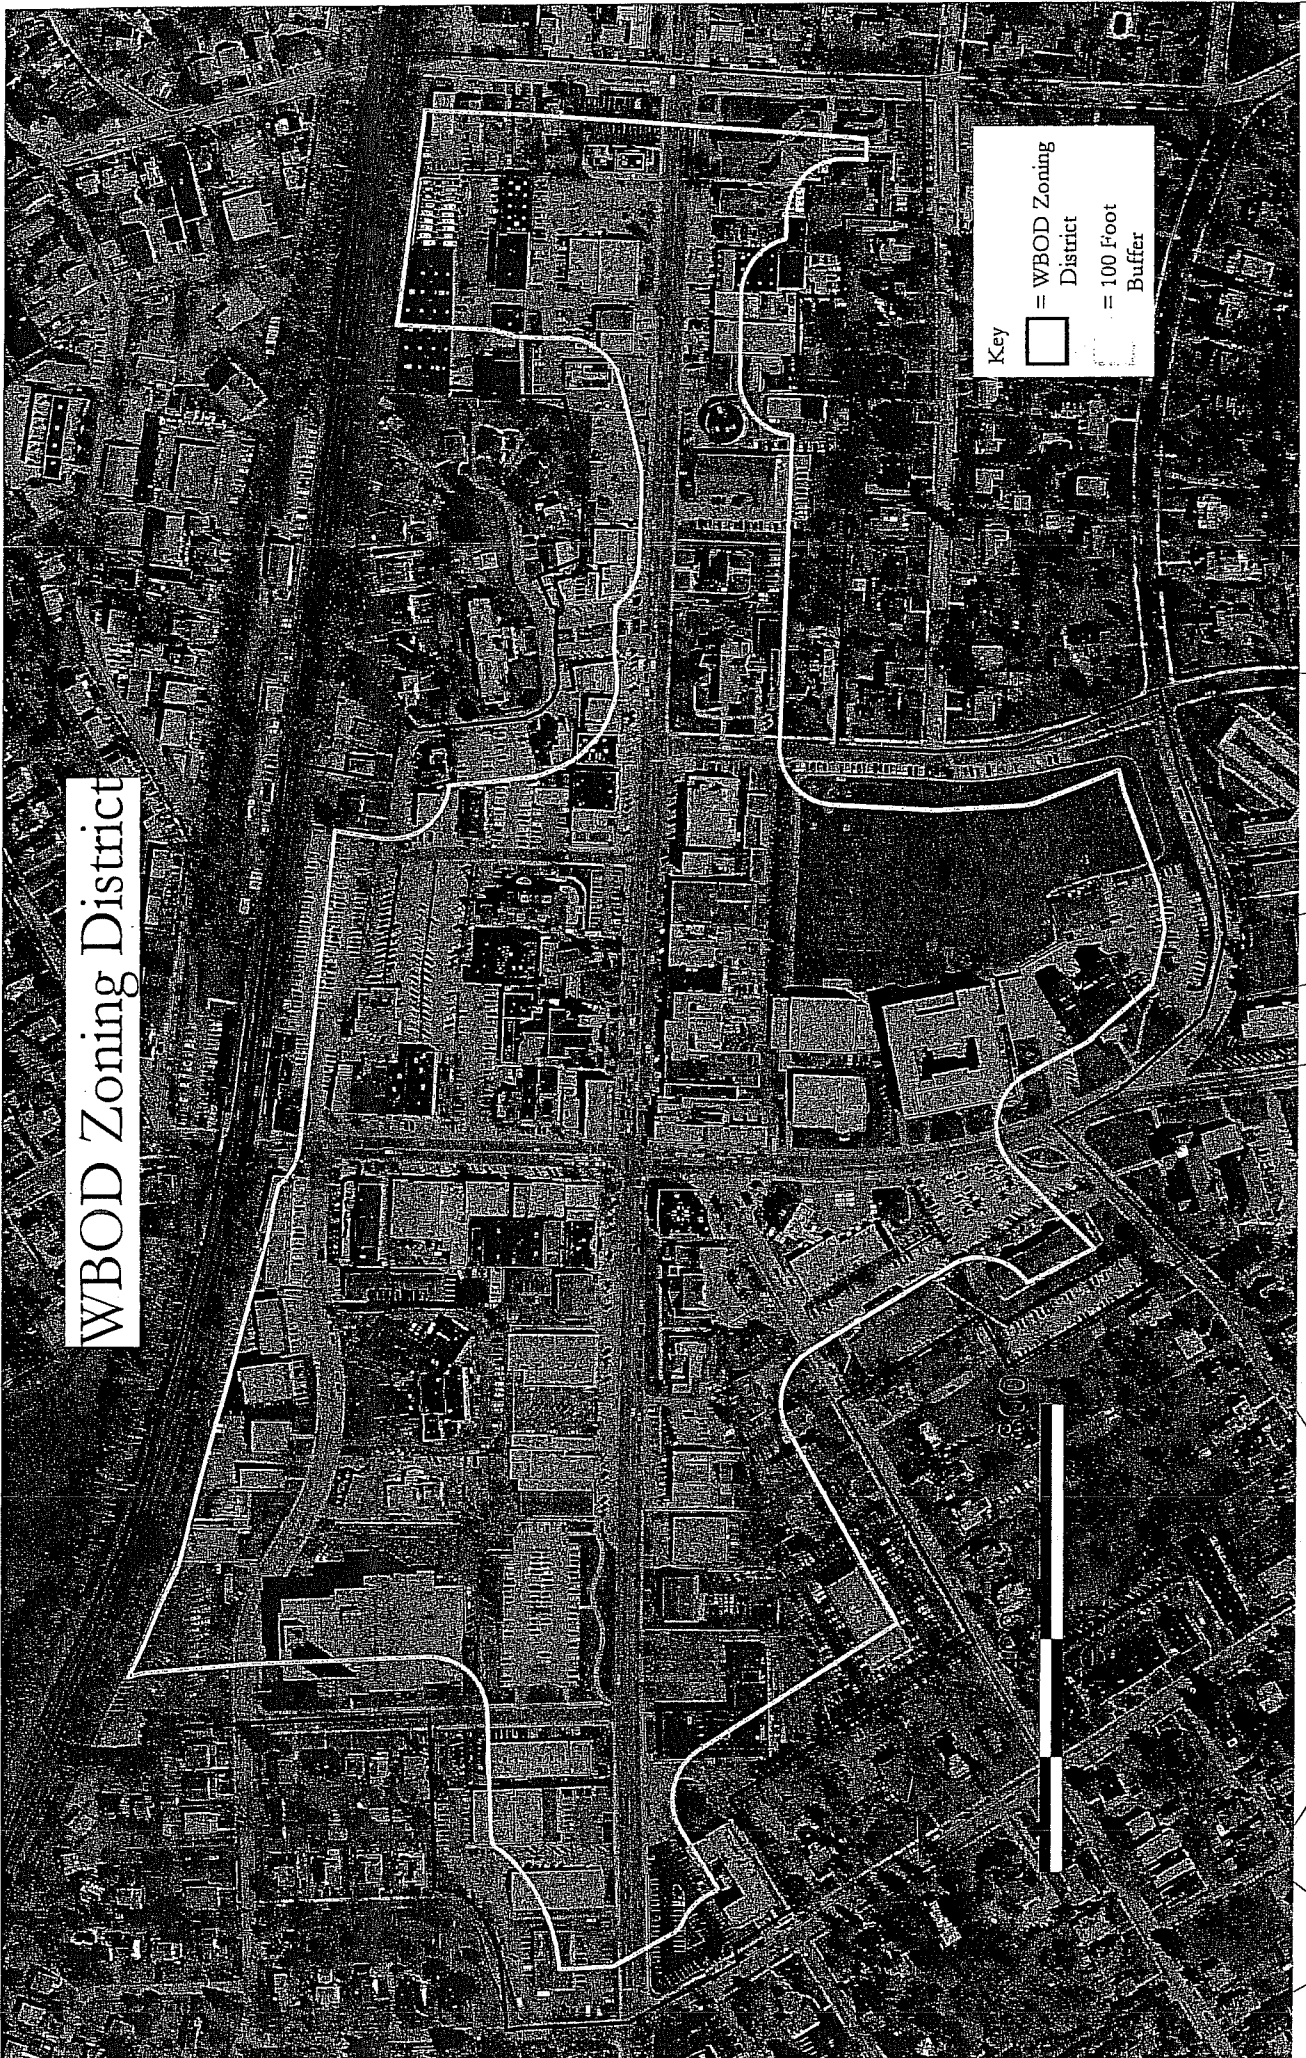 WBOD Zoning District
Key
= WBOD Zoning
District
= 100 Foot
Buffer